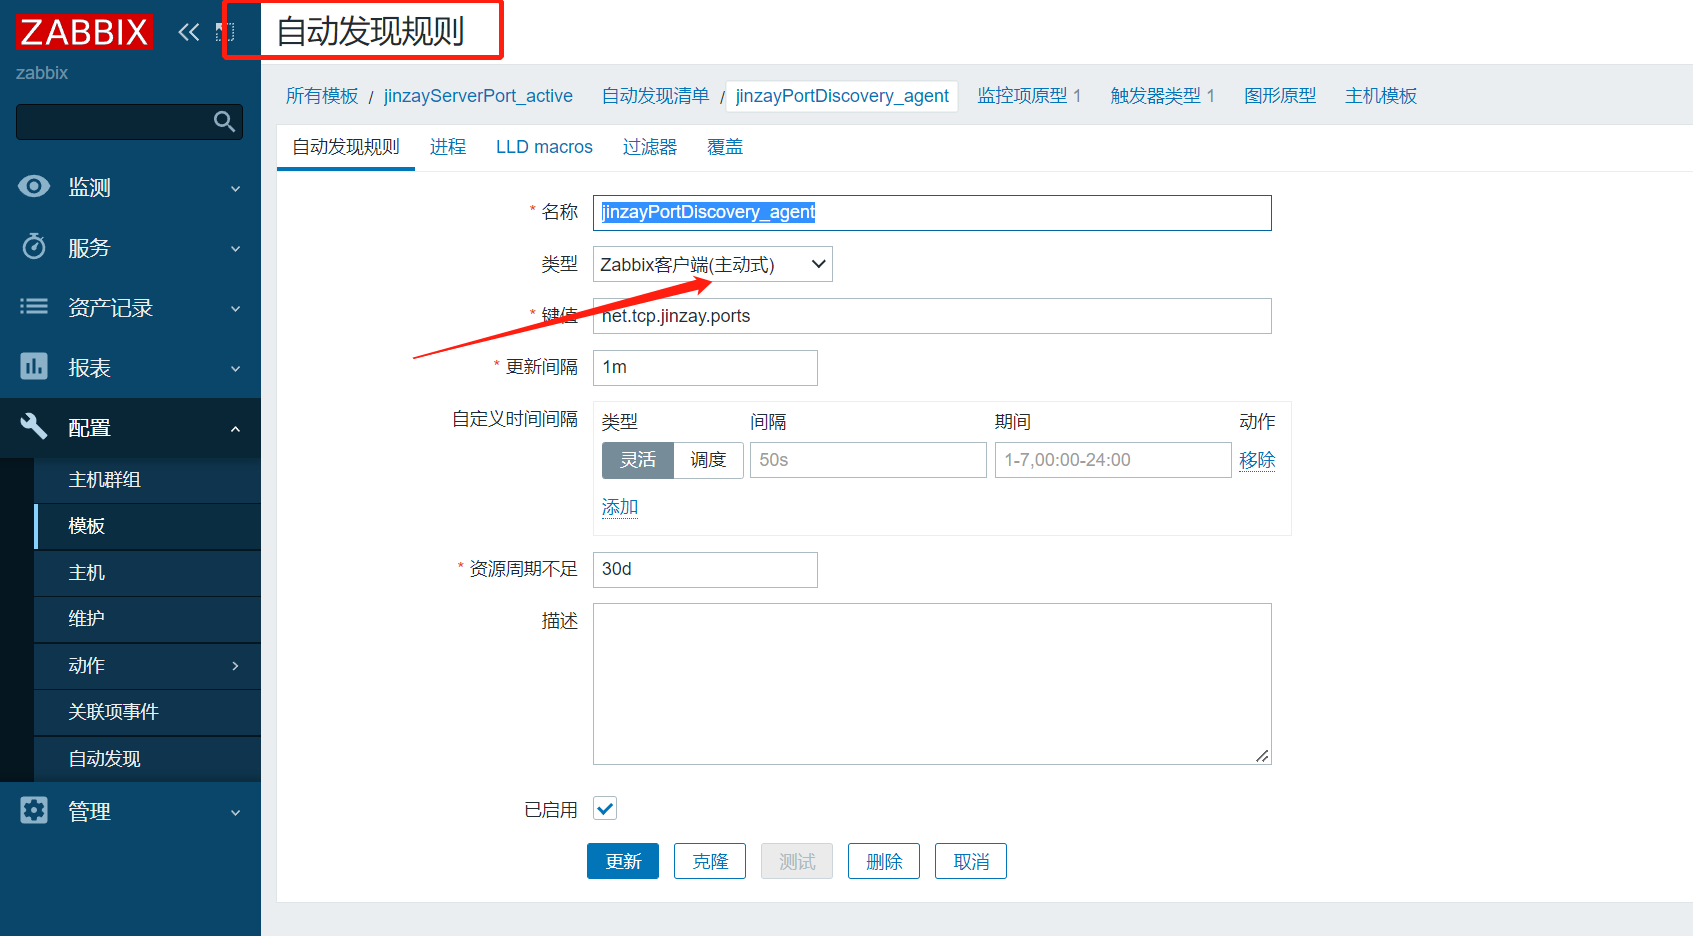 ZABBIX
自动发现规则
zabbix
所有模板 / jinzayServerPort_active 自动发现清单 / jinzayPortDiscovery_agent 监控项原型 1 触发器类型 1 图形原型 主机模板
自动发现规则 进程 LLD macros 过滤器 覆盖
监测
服务
资产记录
报表
配置
主机群组
模板
主机
维护
动作
关联项事件
自动发现
管理
* 名称 jinzayPortDiscovery_agent
类型 Zabbix客户端(主动式)
* 键值 net.tcp.jinzay.ports
* 更新间隔 1m
自定义时间间隔 类型 间隔 期间 动作
灵活 调度 50s 1-7,00:00-24:00 移除
添加
* 资源周期不足 30d
描述
已启用
更新 克隆 测试 删除 取消